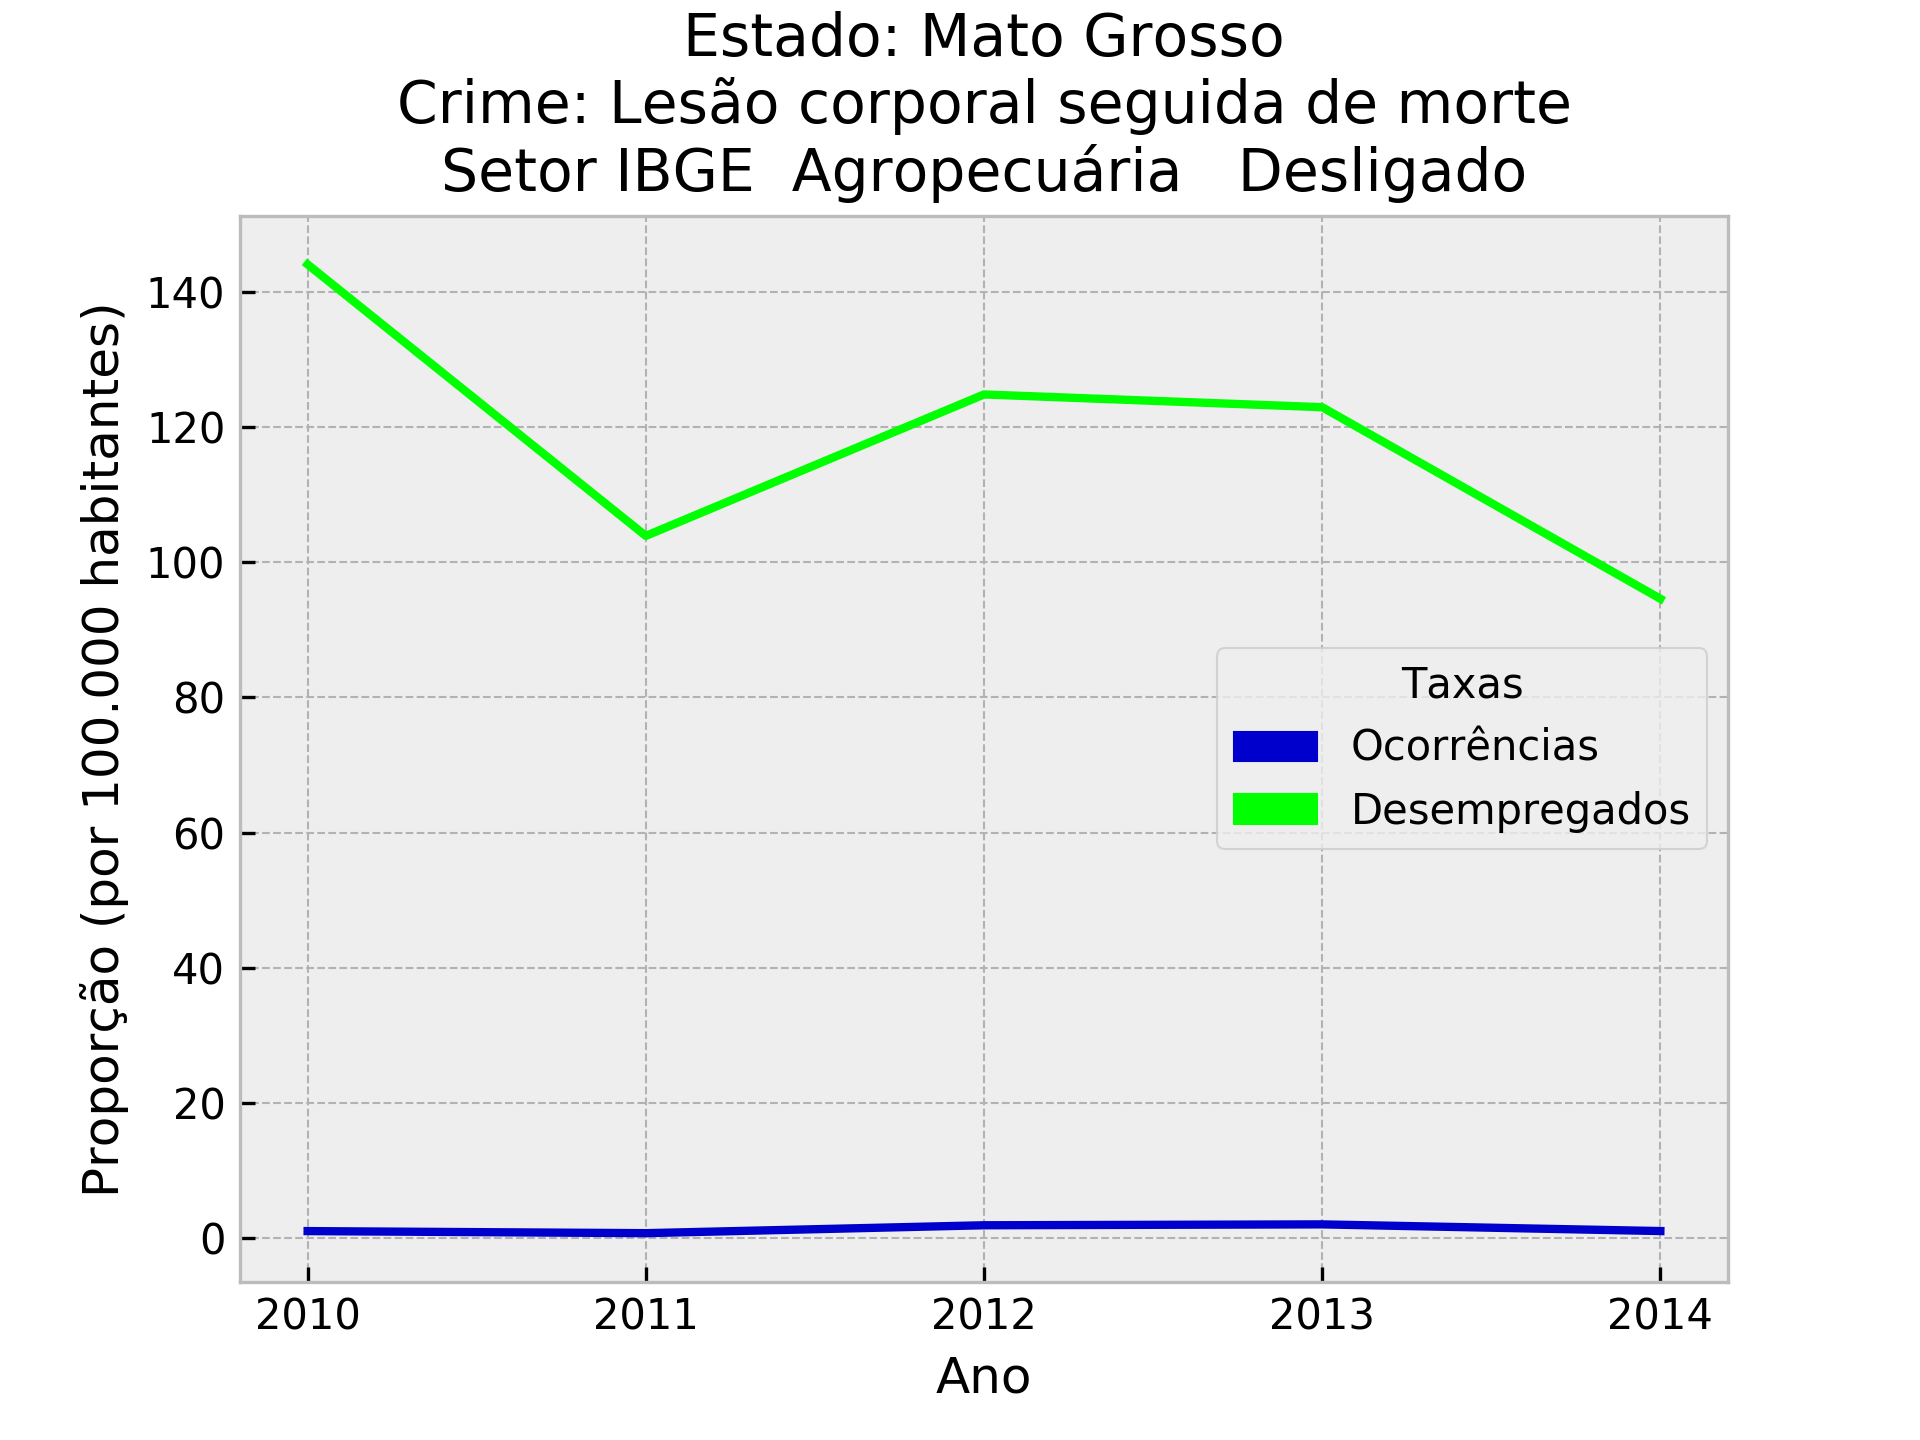 Estado: Mato Grosso
Crime: Lesão corporal seguida de morte
Setor IBGE  Agropecuária   Desligado
Proporção (por 100.000 habitantes)
140
120
100
80
60
40
20
0
Taxas
Ocorrências
Desempregados
2010 2011 2012 2013 2014
Ano